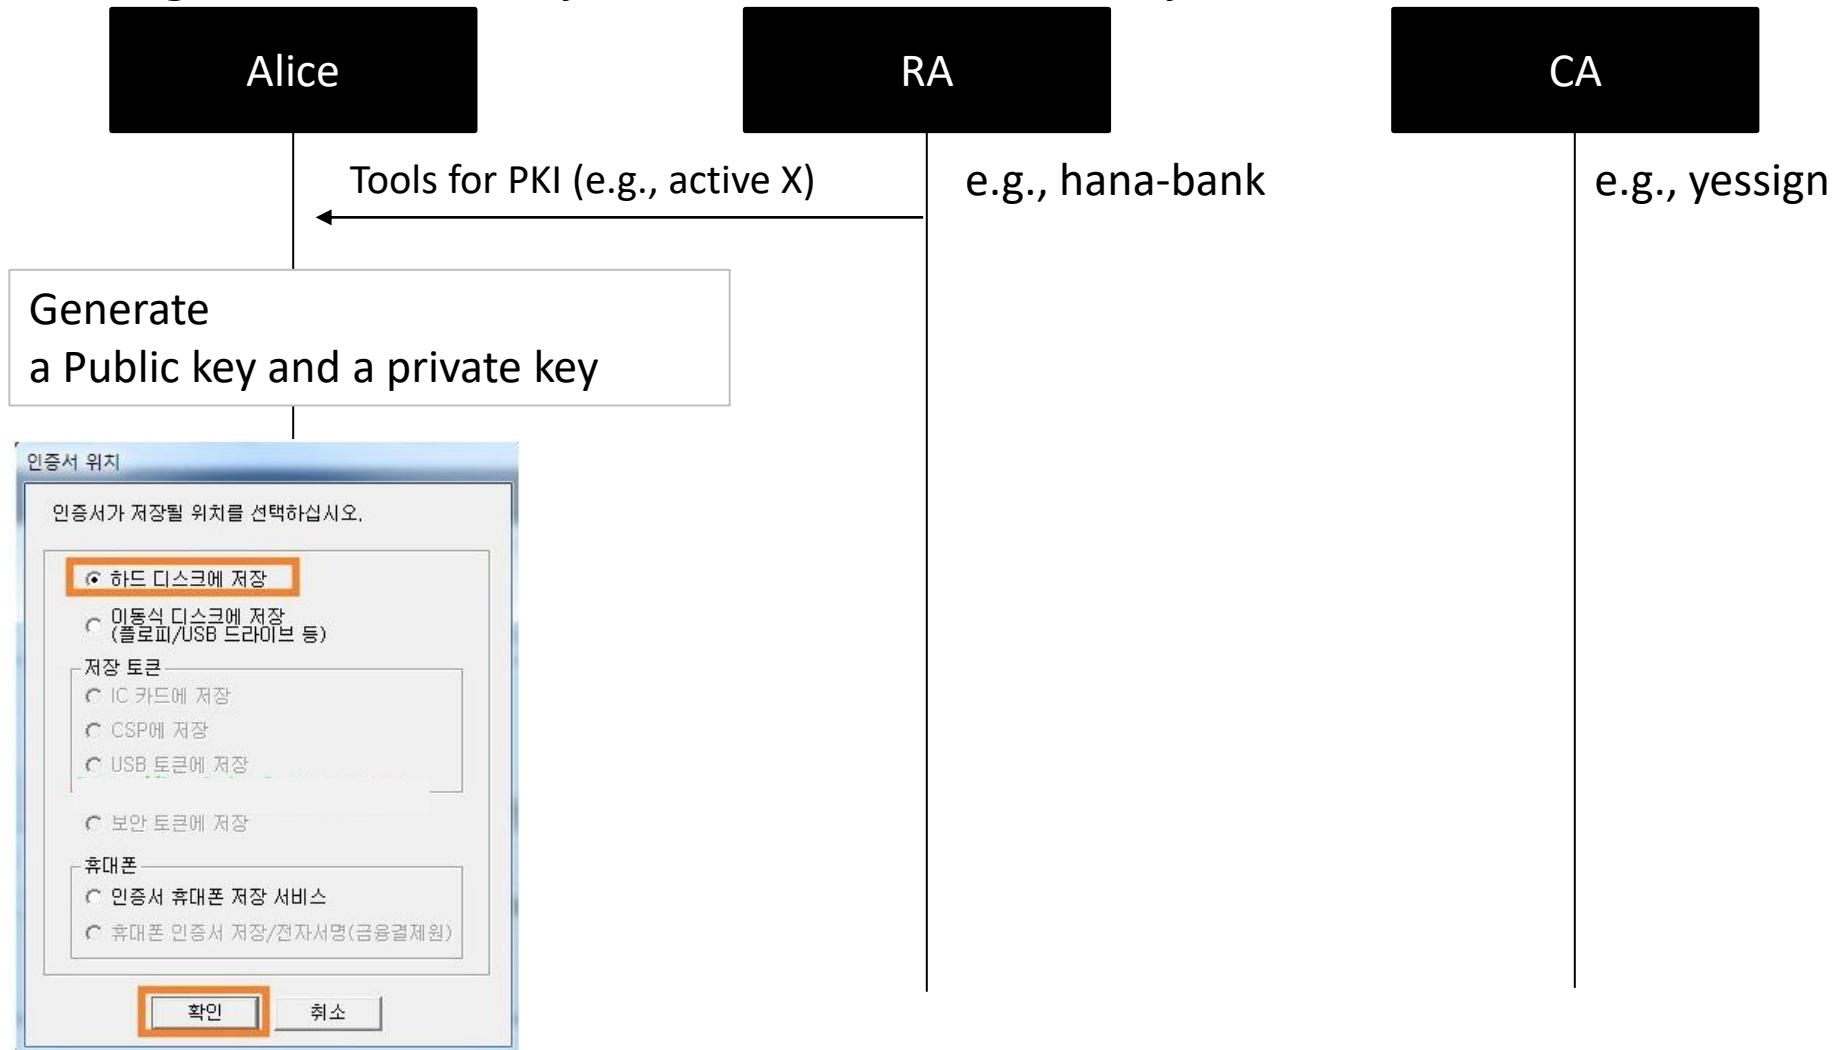 Alice
RA
CA
Tools for PKI (e.g., active X)
e.g., hana-bank
e.g., yessign
Generate
a Public key and a private key
인증서 위치
인증서가 저장될 위치를 선택하십시오.
하드 디스크에 저장
이동식 디스크에 저장
(플로피/USB 드라이브 등)
저장 토큰
IC 카드에 저장
CSP에 저장
USB 토큰에 저장
보안 토큰에 저장
휴대폰
인증서 휴대폰 저장 서비스
휴대폰 인증서 저장/전자서명(금융결제원)
확인
취소